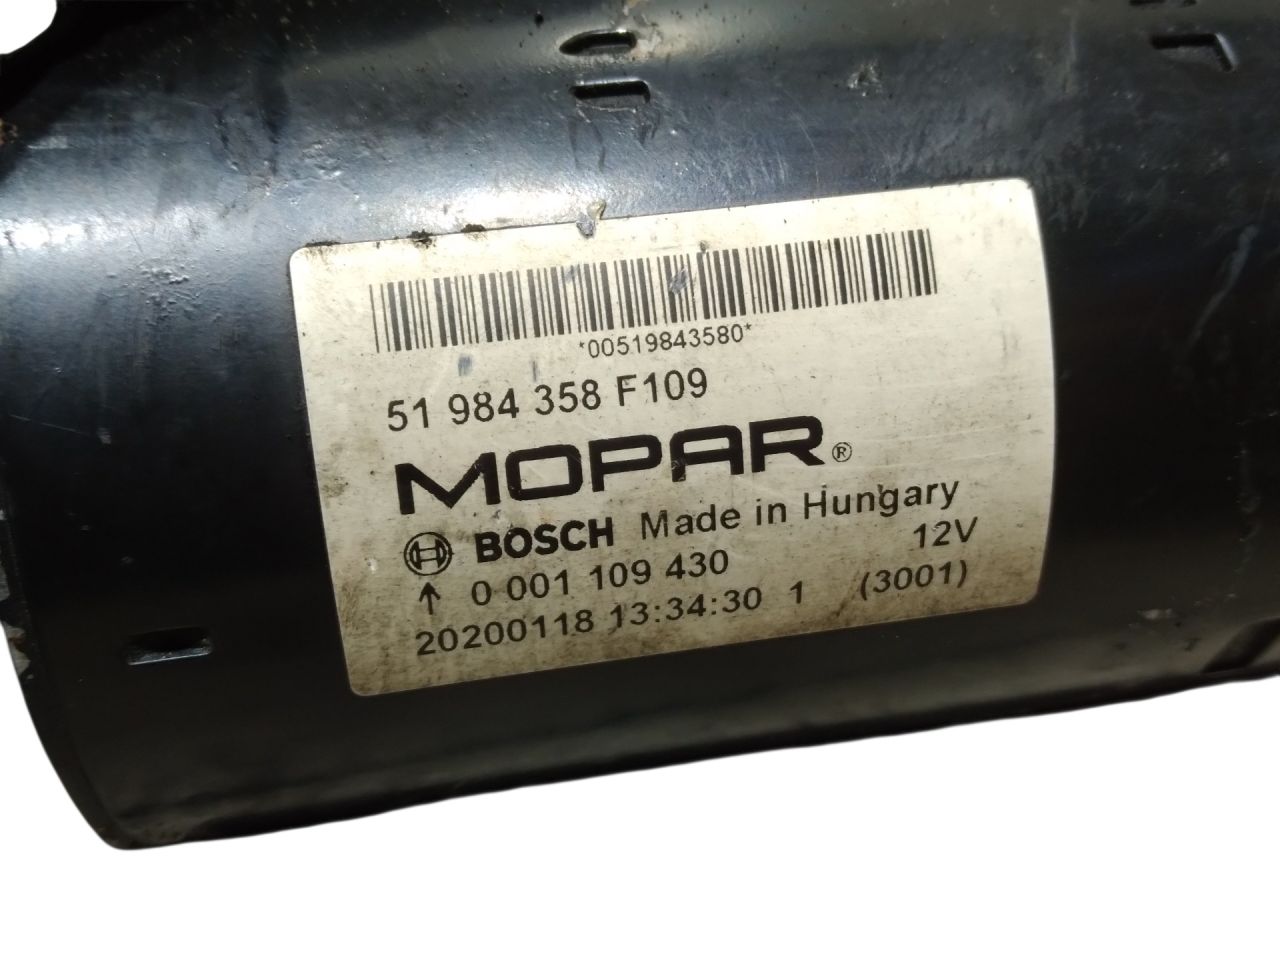 *00519843580*
51 984 358 F109
MOPAR®
BOSCH Made in Hungary
↑ 0 001 109 430 12V
20200118 13:34:30 1 (3001)